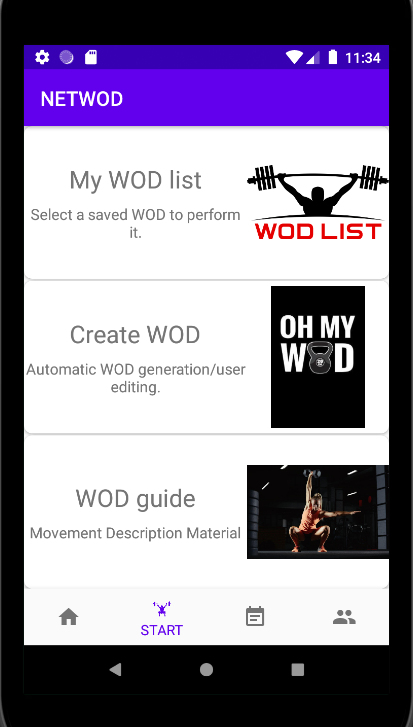 11:34
NETWOD
My WOD list
Select a saved WOD to perform
it.
WOD LIST
Create WOD
Automatic WOD generation/user
editing.
OH MY
WOD
WOD guide
Movement Description Material
START